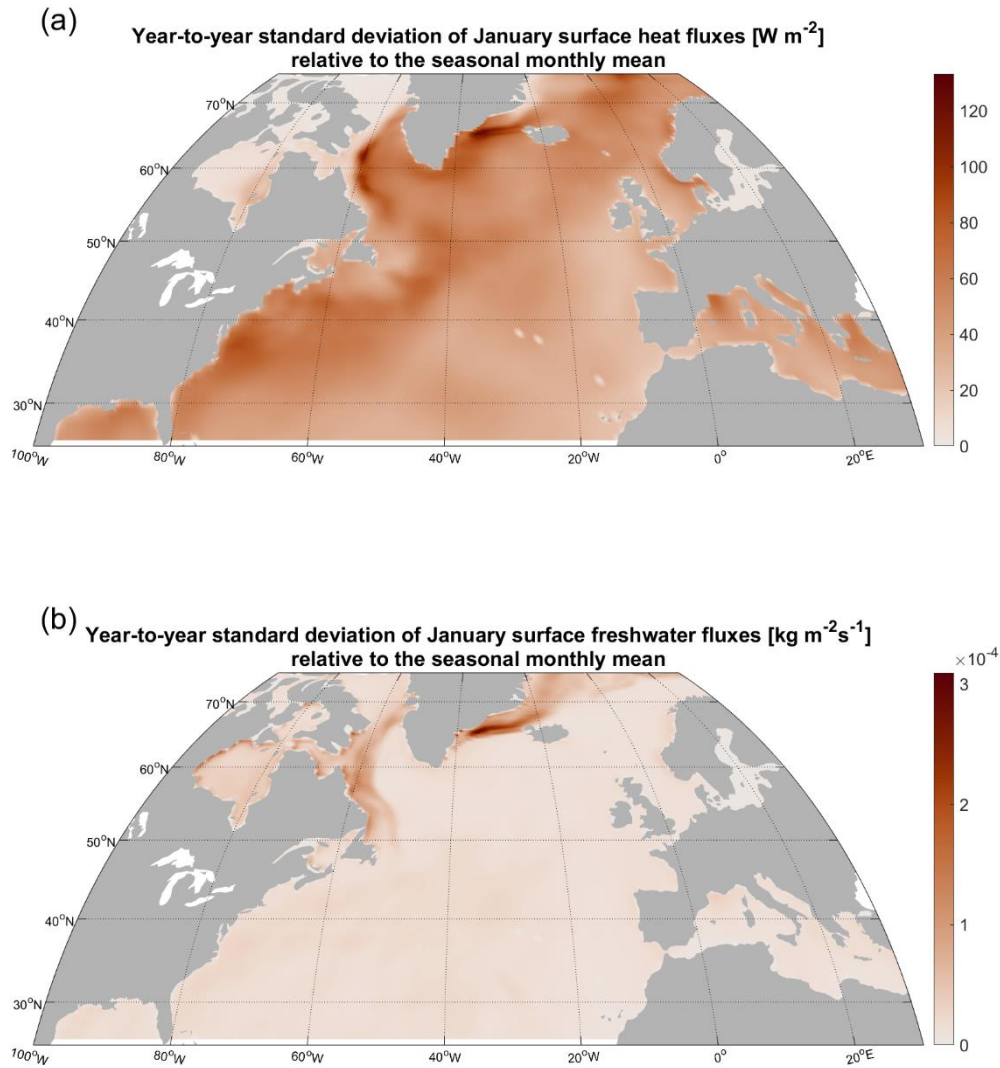 (a)
Year-to-year standard deviation of January surface heat fluxes [W m⁻²]
relative to the seasonal monthly mean
70°N
60°N
50°N
40°N
30°N
100°W
80°W
60°W
40°W
20°W
0°
20°E
120
100
80
60
40
20
0
(b)
Year-to-year standard deviation of January surface freshwater fluxes [kg m⁻²s⁻¹]
relative to the seasonal monthly mean
70°N
60°N
50°N
40°N
30°N
100°W
80°W
60°W
40°W
20°W
0°
20°E
×10⁻⁴
3
2
1
0